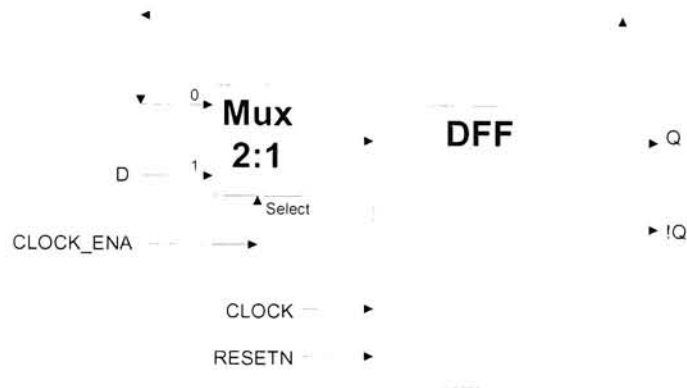 0
Mux
2:1
DFF
Q
D
1
Select
CLOCK_ENA
!Q
CLOCK
RESETN